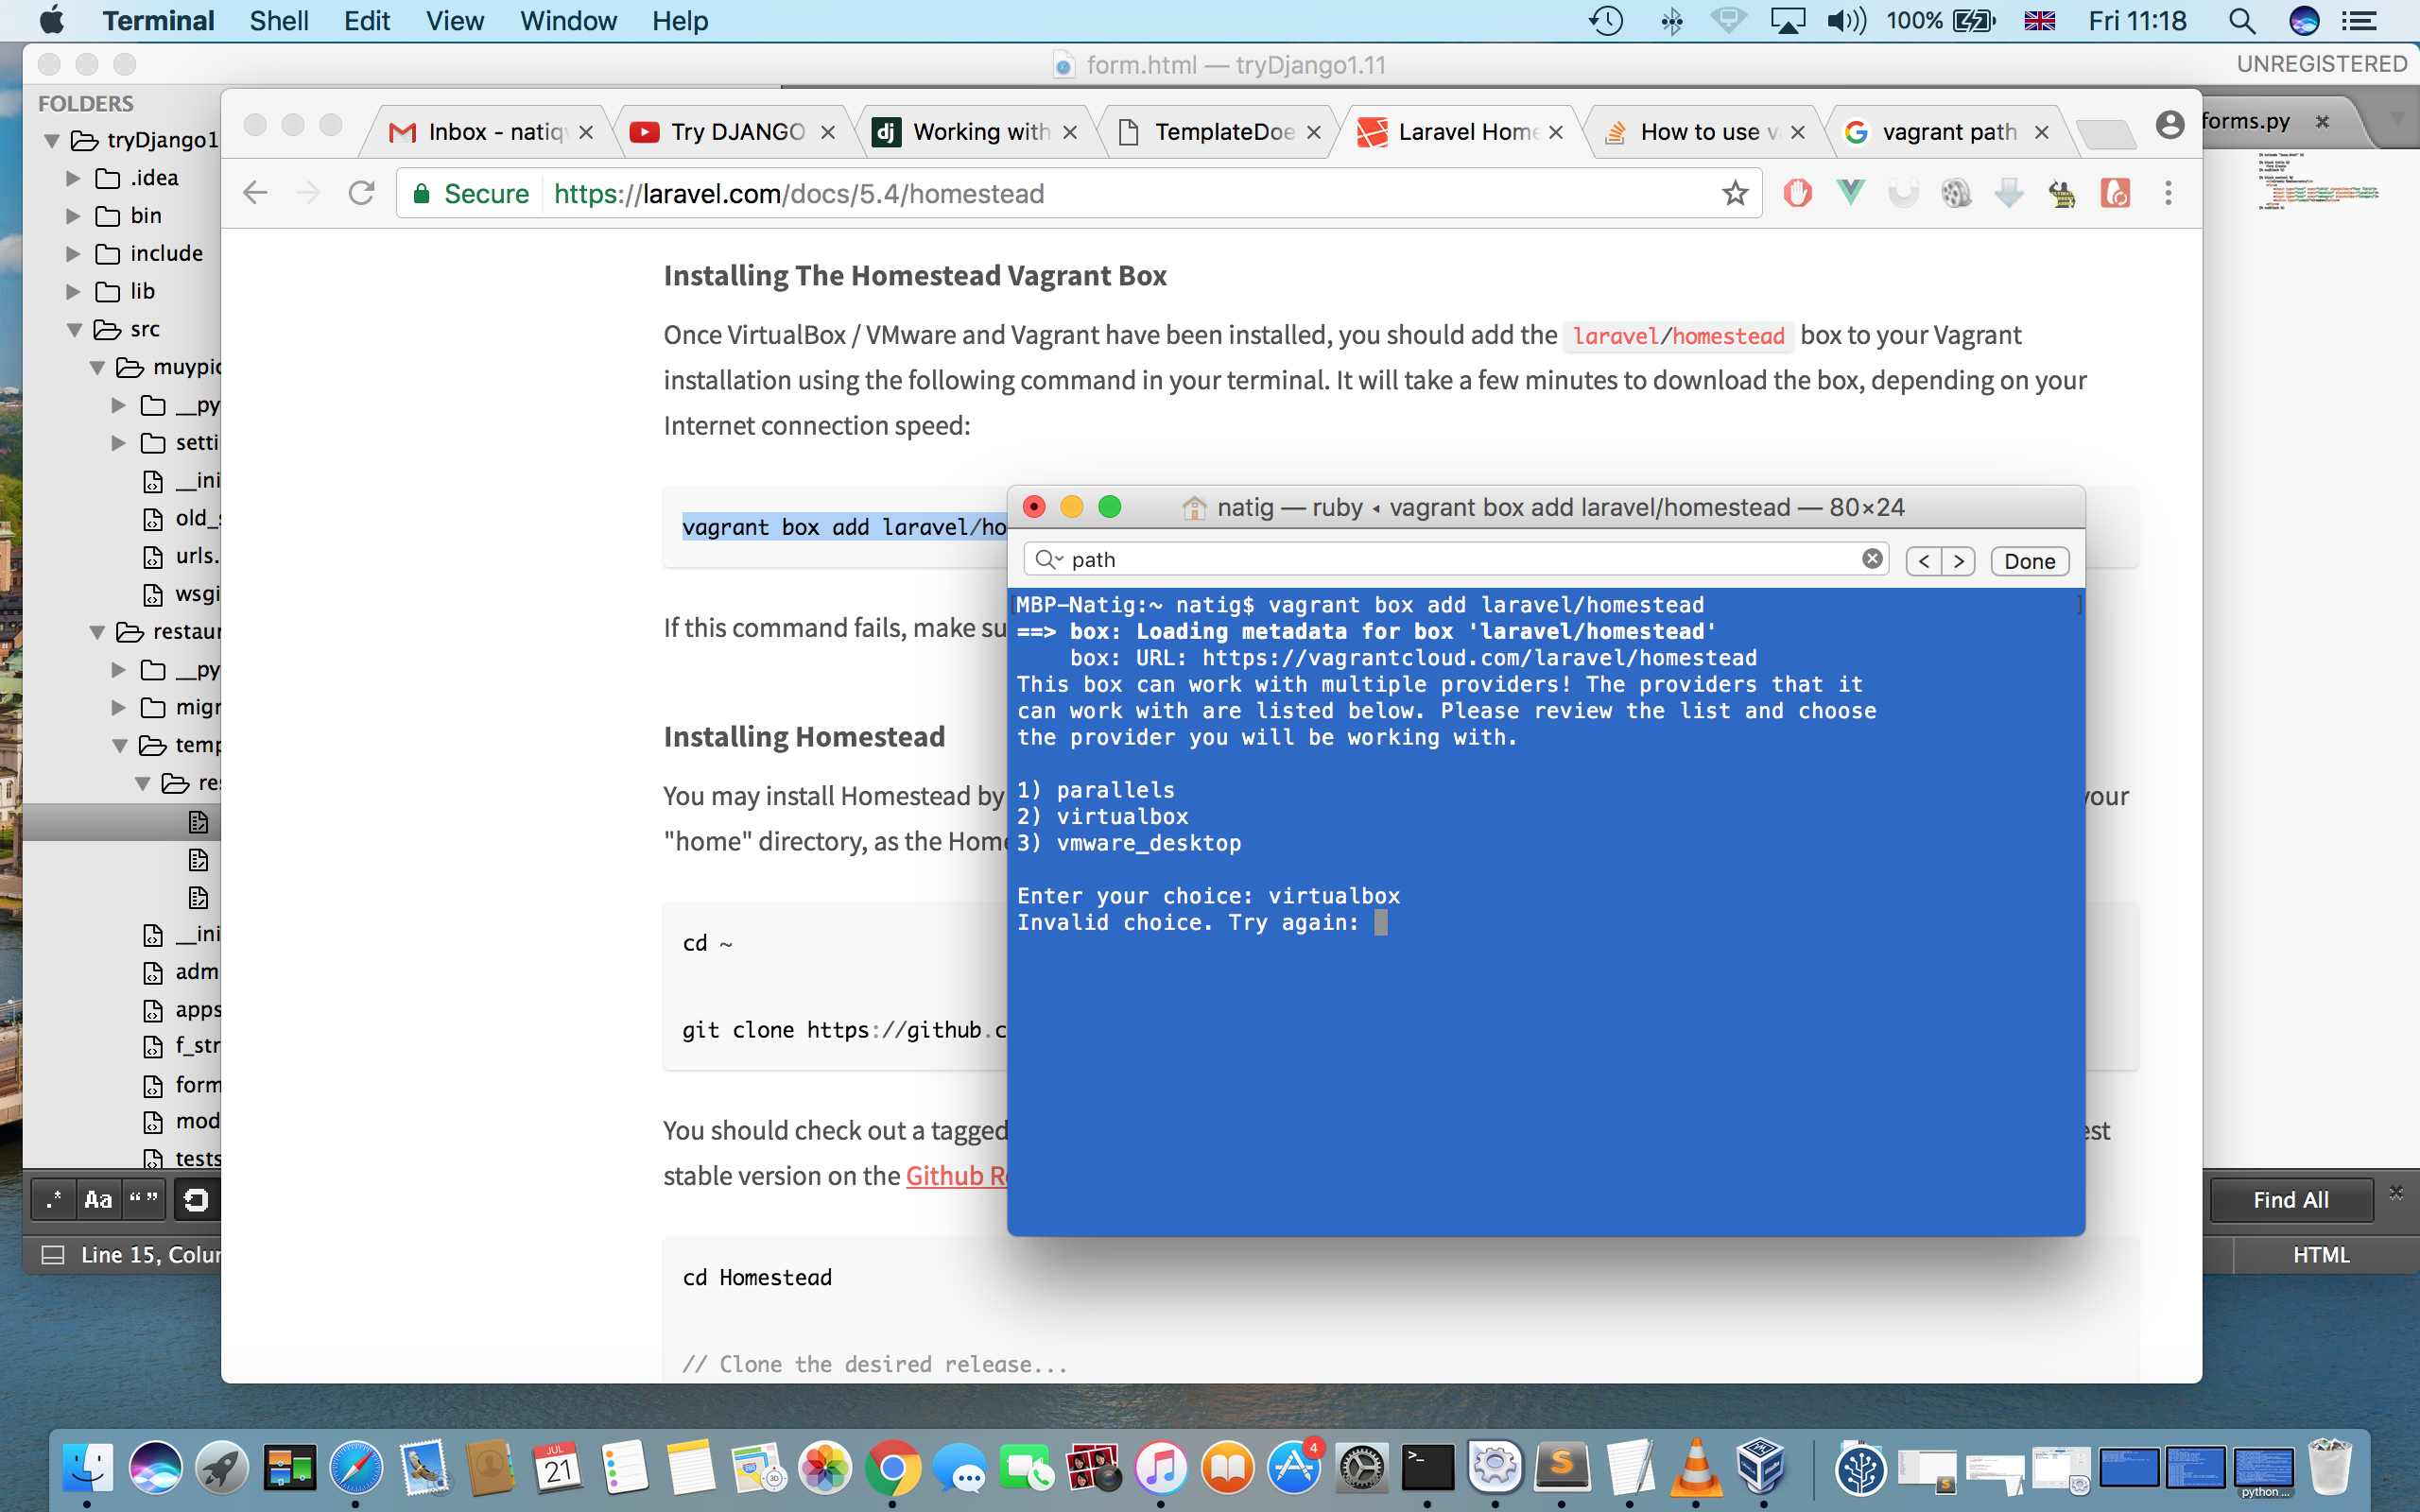 Terminal Shell Edit View Window Help 100% Fri 11:18
form.html — tryDjango1.11 UNREGISTERED
FOLDERS
tryDjango1
.idea
bin
include
lib
src
muypic
__py
setti
__ini
old_s
urls.
wsgi
restaur
__py
migr
temp
res
__ini
adm
apps
f_str
form
mod
tests
.* Aa “ ”
Line 15, Colu
forms.py
Find All
HTML
Inbox - natiq Try DJANGO Working with TemplateDoe Laravel Home How to use v vagrant path
Secure https://laravel.com/docs/5.4/homestead
Installing The Homestead Vagrant Box
Once VirtualBox / VMware and Vagrant have been installed, you should add the laravel/homestead box to your Vagrant
installation using the following command in your terminal. It will take a few minutes to download the box, depending on your
Internet connection speed:
vagrant box add laravel/ho
If this command fails, make su
Installing Homestead
You may install Homestead by your
"home" directory, as the Home
cd ~
git clone https://github.c
You should check out a tagged est
stable version on the Github Re
cd Homestead
// Clone the desired release...
natig — ruby ◂ vagrant box add laravel/homestead — 80×24
path < > Done
MBP-Natig:~ natig$ vagrant box add laravel/homestead
==> box: Loading metadata for box 'laravel/homestead'
box: URL: https://vagrantcloud.com/laravel/homestead
This box can work with multiple providers! The providers that it
can work with are listed below. Please review the list and choose
the provider you will be working with.
1) parallels
2) virtualbox
3) vmware_desktop
Enter your choice: virtualbox
Invalid choice. Try again:
JUL
21
3D
4
python ...